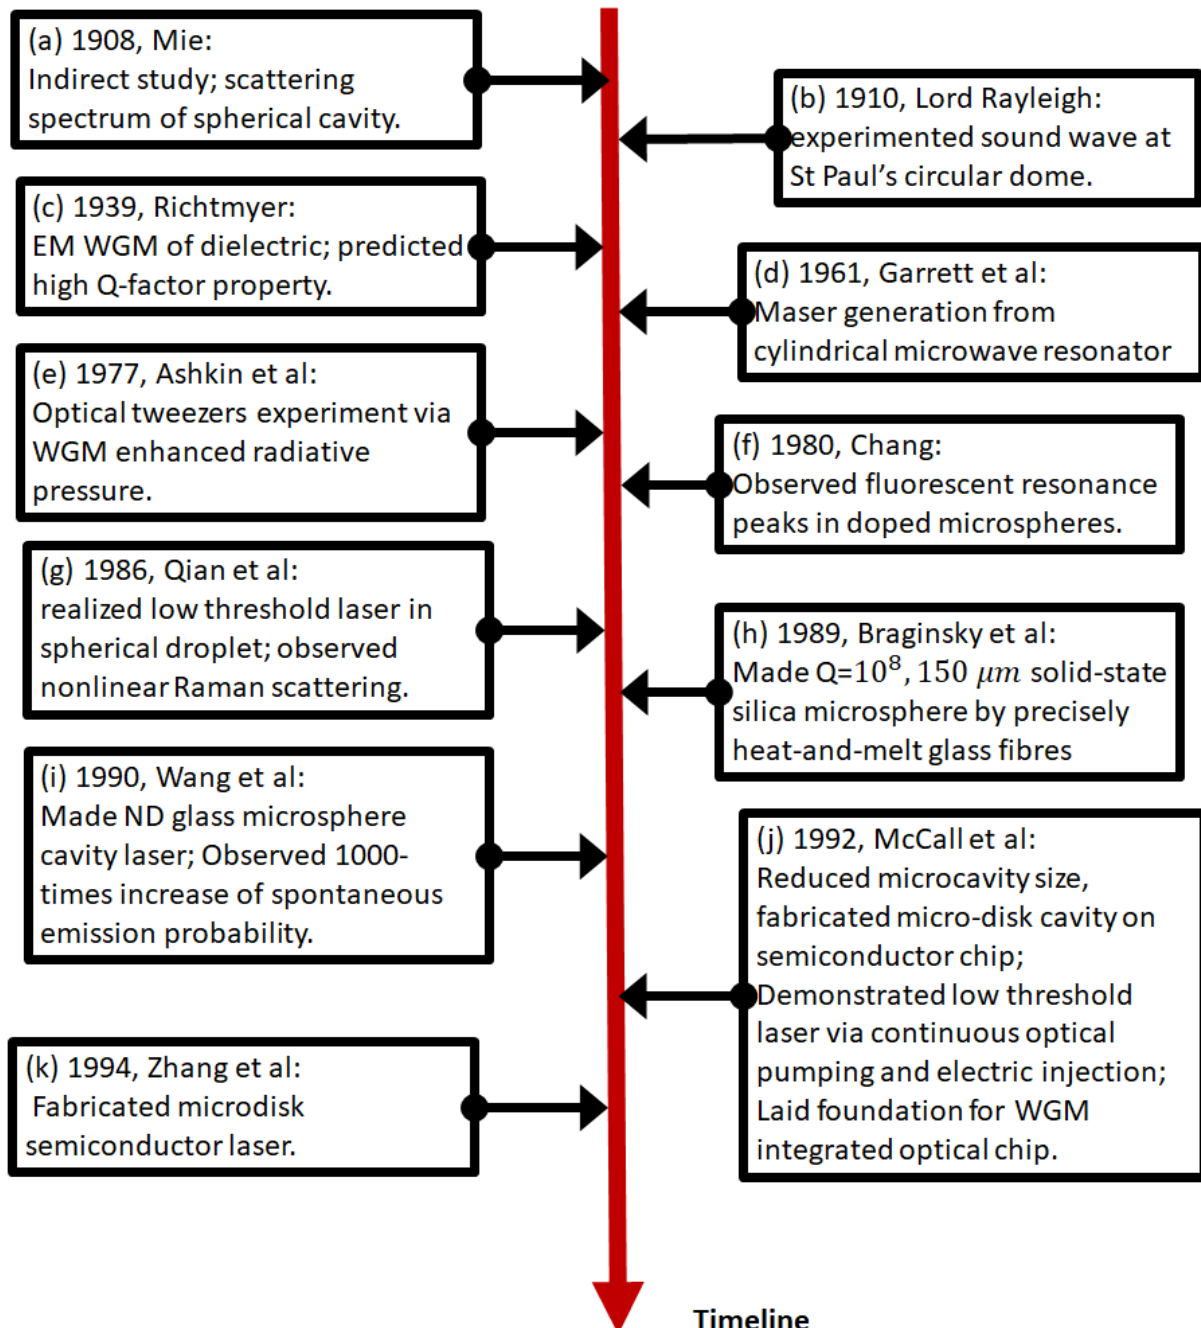 (a) 1908, Mie:
Indirect study; scattering
spectrum of spherical cavity.
(b) 1910, Lord Rayleigh:
experimented sound wave at
St Paul’s circular dome.
(c) 1939, Richtmyer:
EM WGM of dielectric; predicted
high Q-factor property.
(d) 1961, Garrett et al:
Maser generation from
cylindrical microwave resonator
(e) 1977, Ashkin et al:
Optical tweezers experiment via
WGM enhanced radiative
pressure.
(f) 1980, Chang:
Observed fluorescent resonance
peaks in doped microspheres.
(g) 1986, Qian et al:
realized low threshold laser in
spherical droplet; observed
nonlinear Raman scattering.
(h) 1989, Braginsky et al:
Made Q=10⁸, 150 μm solid-state
silica microsphere by precisely
heat-and-melt glass fibres
(i) 1990, Wang et al:
Made ND glass microsphere
cavity laser; Observed 1000-
times increase of spontaneous
emission probability.
(j) 1992, McCall et al:
Reduced microcavity size,
fabricated micro-disk cavity on
semiconductor chip;
Demonstrated low threshold
laser via continuous optical
pumping and electric injection;
Laid foundation for WGM
integrated optical chip.
(k) 1994, Zhang et al:
Fabricated microdisk
semiconductor laser.
Timeline